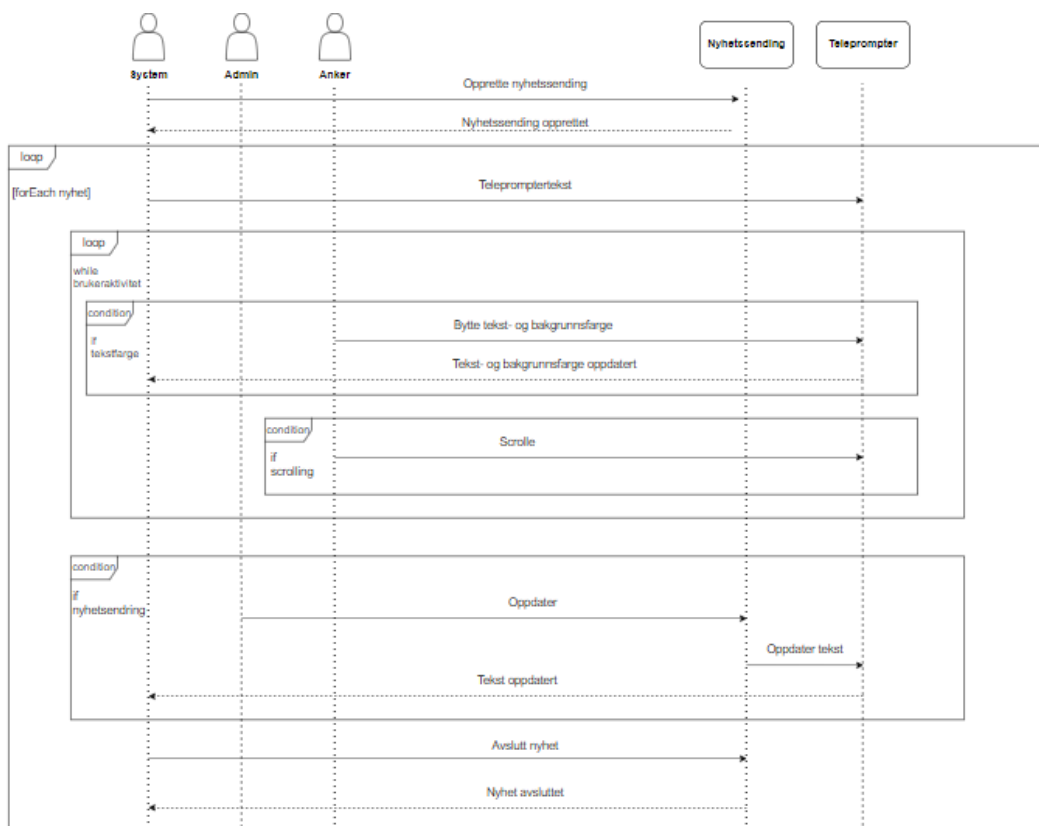 Nyhetssending
Teleprompter
System
Admin
Anker
Opprette nyhetssending
Nyhetssending opprettet
loop
[forEach nyhet]
Telepromptertekst
loop
while
brukeraktivitet
condition
if
tekstfarge
Bytte tekst- og bakgrunnsfarge
Tekst- og bakgrunnsfarge oppdatert
condition
if
scrolling
Scrolle
condition
if
nyhetsendring
Oppdater
Oppdater tekst
Tekst oppdatert
Avslutt nyhet
Nyhet avsluttet